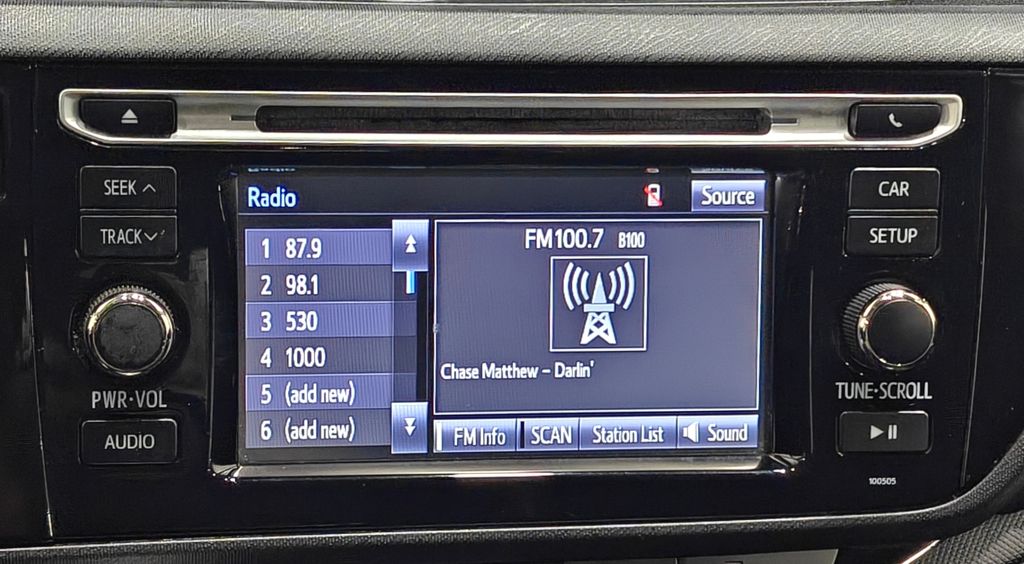 SEEK
TRACK
PWR·VOL
AUDIO
Radio
Source
1 87.9
2 98.1
3 530
4 1000
5 (add new)
6 (add new)
FM100.7 B100
Chase Matthew – Darlin'
FM Info
SCAN
Station List
Sound
CAR
SETUP
TUNE·SCROLL
100505